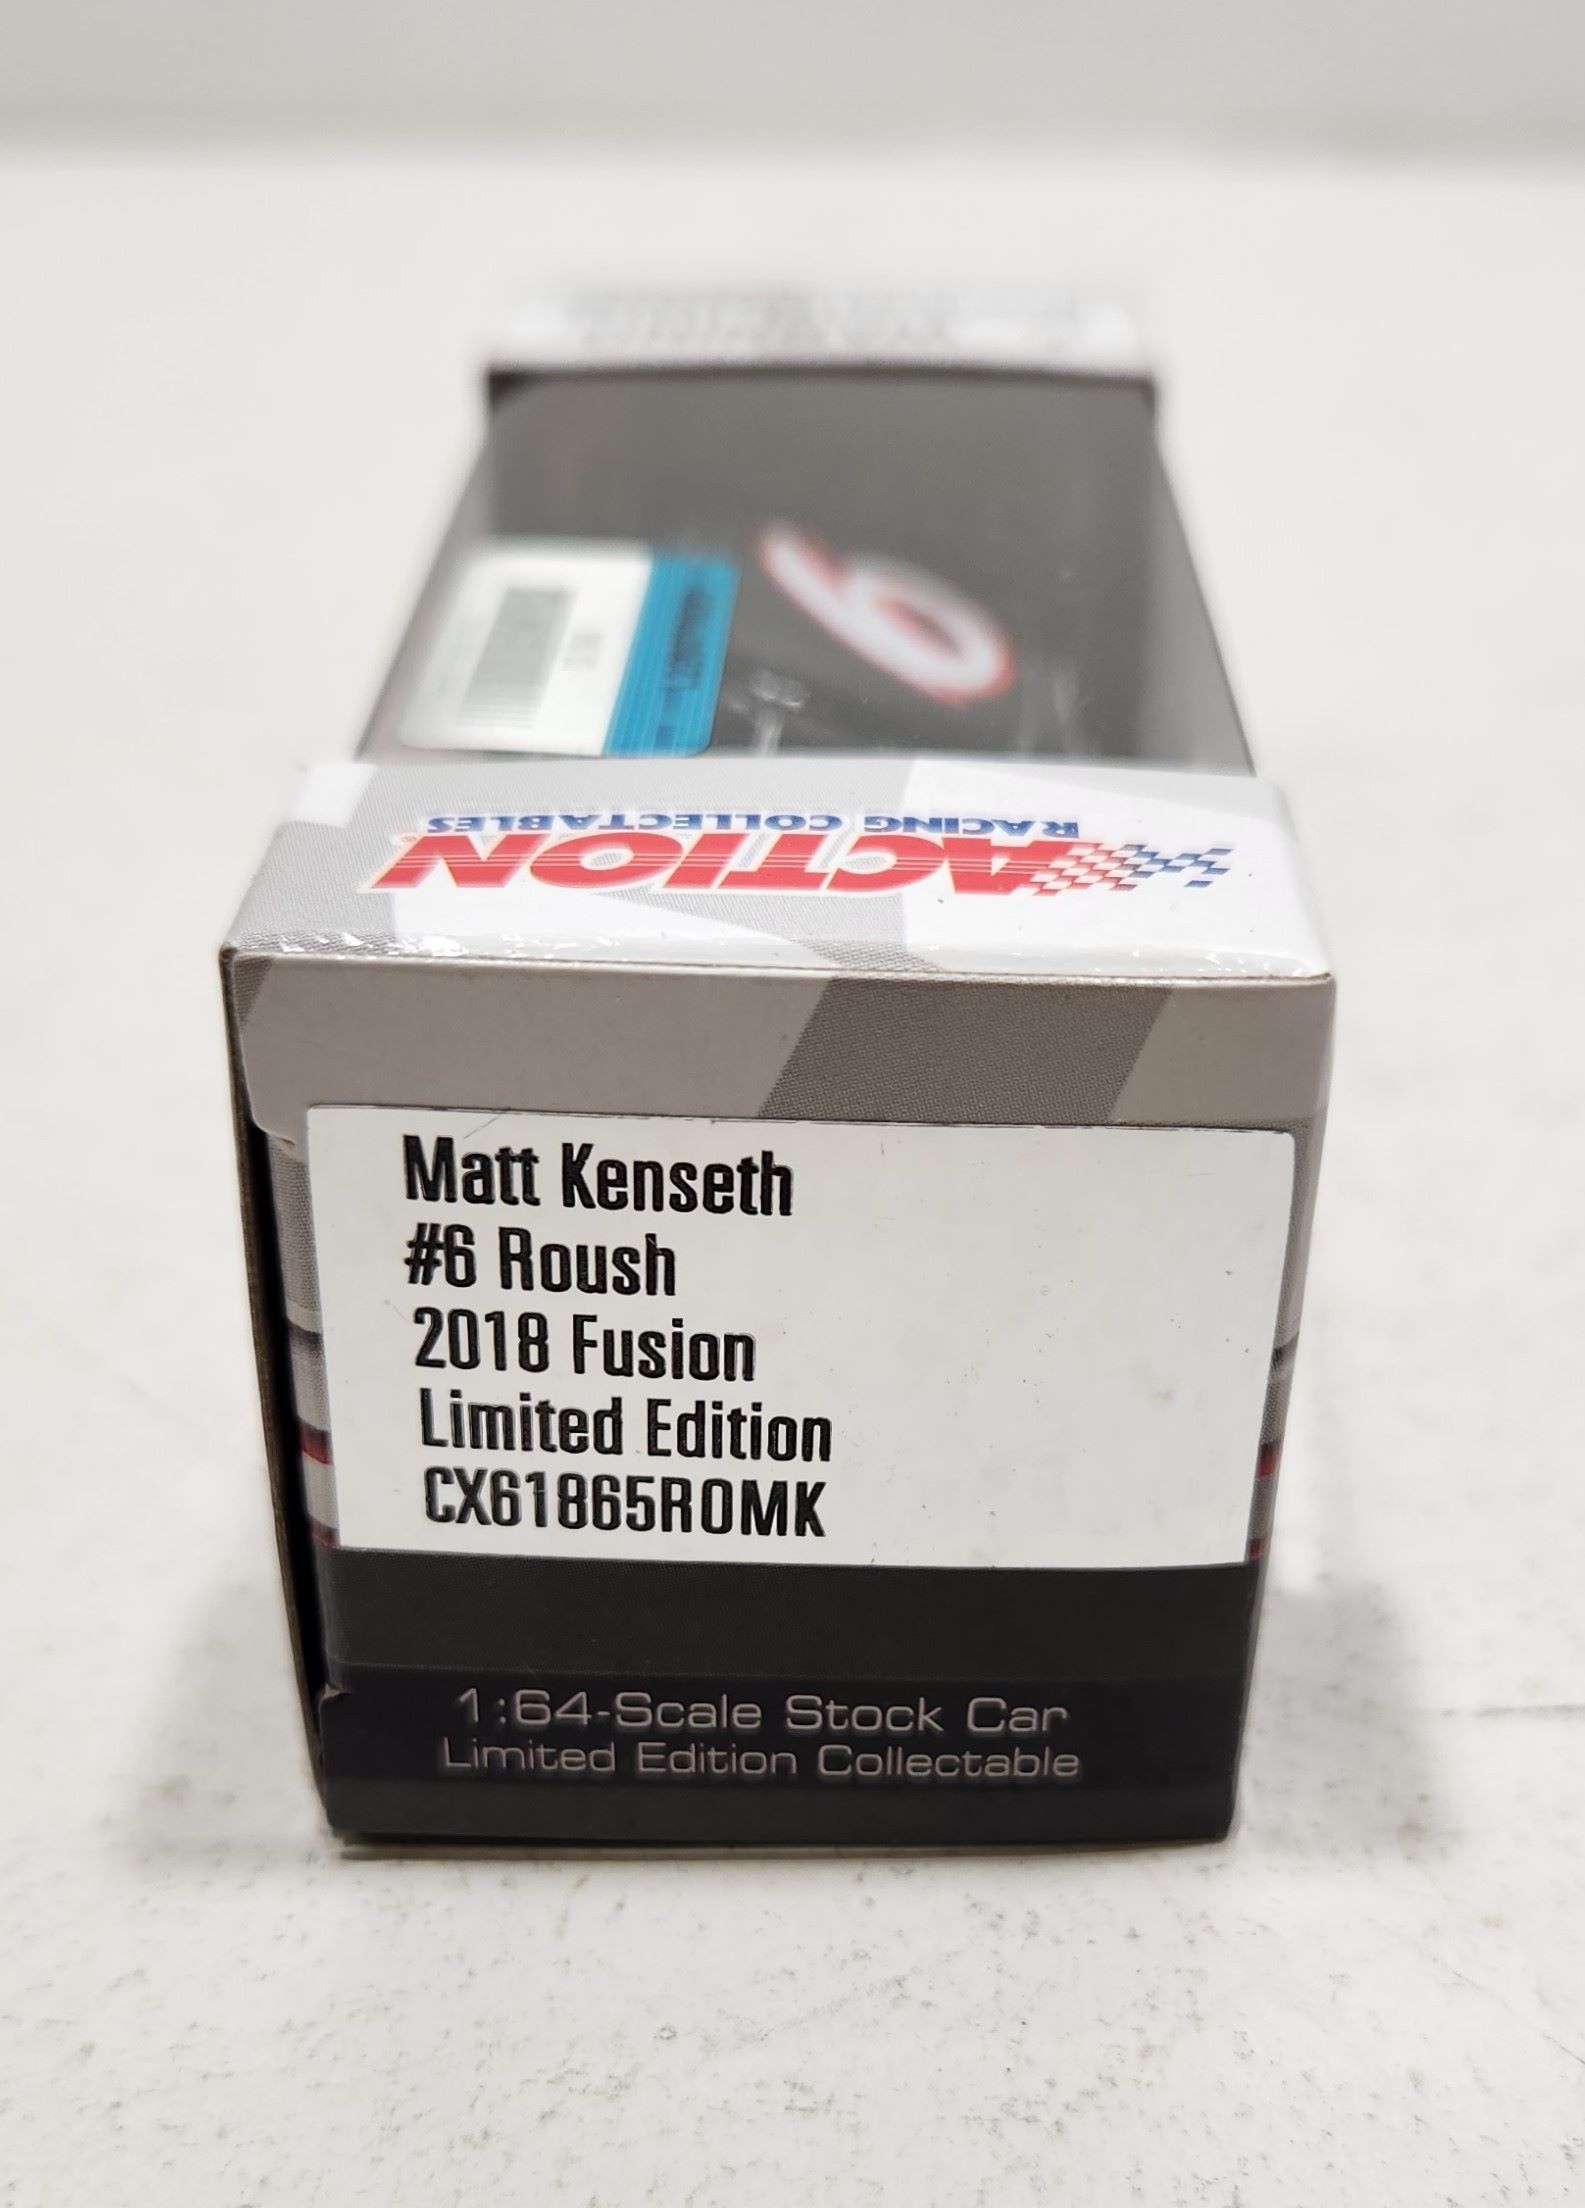 6
ACTION
RACING COLLECTABLES
Matt Kenseth
#6 Roush
2018 Fusion
Limited Edition
CX61865ROMK
1:64-Scale Stock Car
Limited Edition Collectable